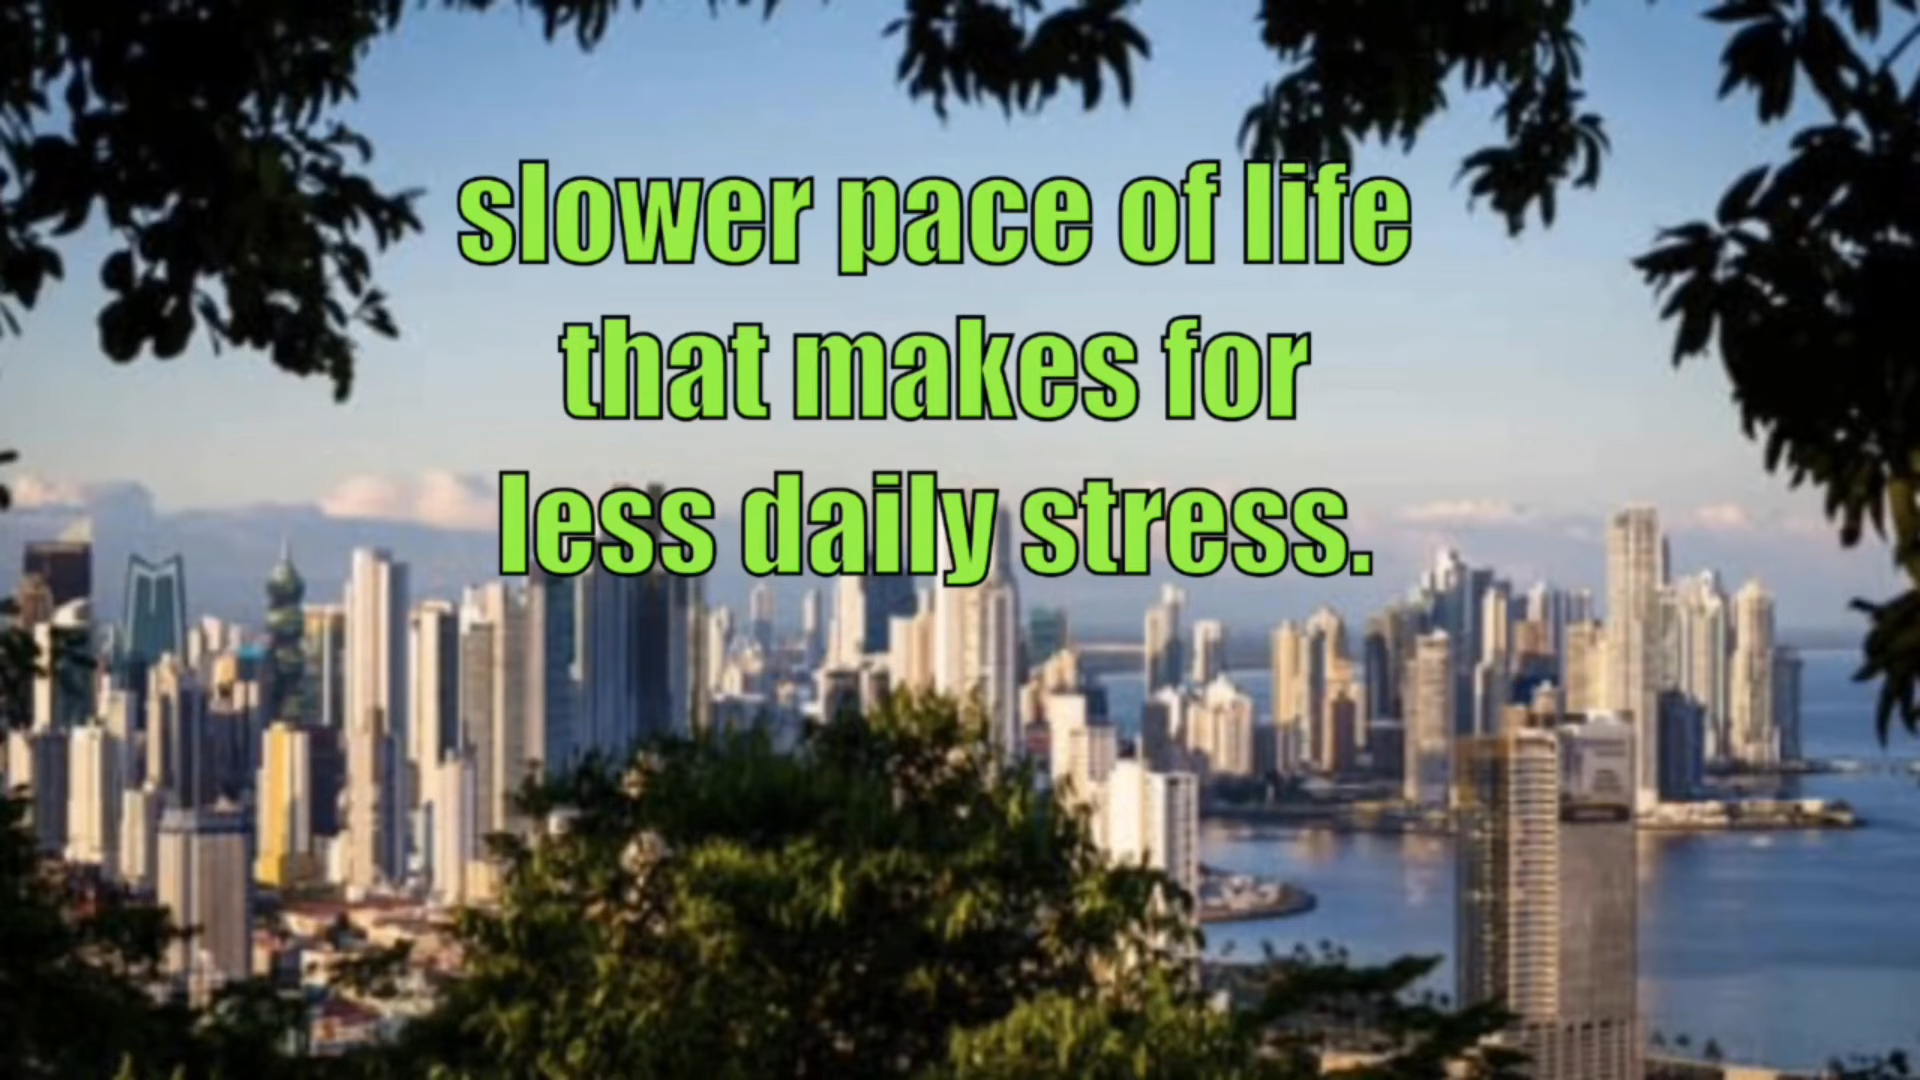 slower pace of life
that makes for
less daily stress.